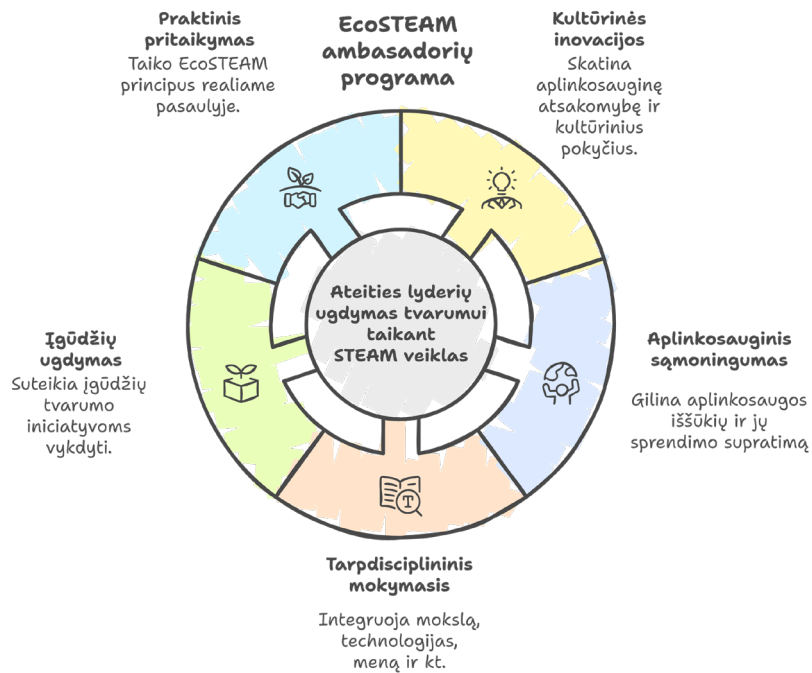 EcoSTEAM
ambasadorių
programa
Praktinis
pritaikymas
Taiko EcoSTEAM
principus realiame
pasaulyje.
Kultūrinės
inovacijos
Skatina
aplinkosauginę
atsakomybę ir
kultūrinius
pokyčius.
Ateities lyderių
ugdymas tvarumui
taikant
STEAM veiklas
Įgūdžių
ugdymas
Suteikia įgūdžių
tvarumo
iniciatyvoms
vykdyti.
Aplinkosauginis
sąmoningumas
Gilina aplinkosaugos
iššūkių ir jų
sprendimo supratimą
T
Tarpdisciplininis
mokymasis
Integruoja mokslą,
technologijas,
meną ir kt.